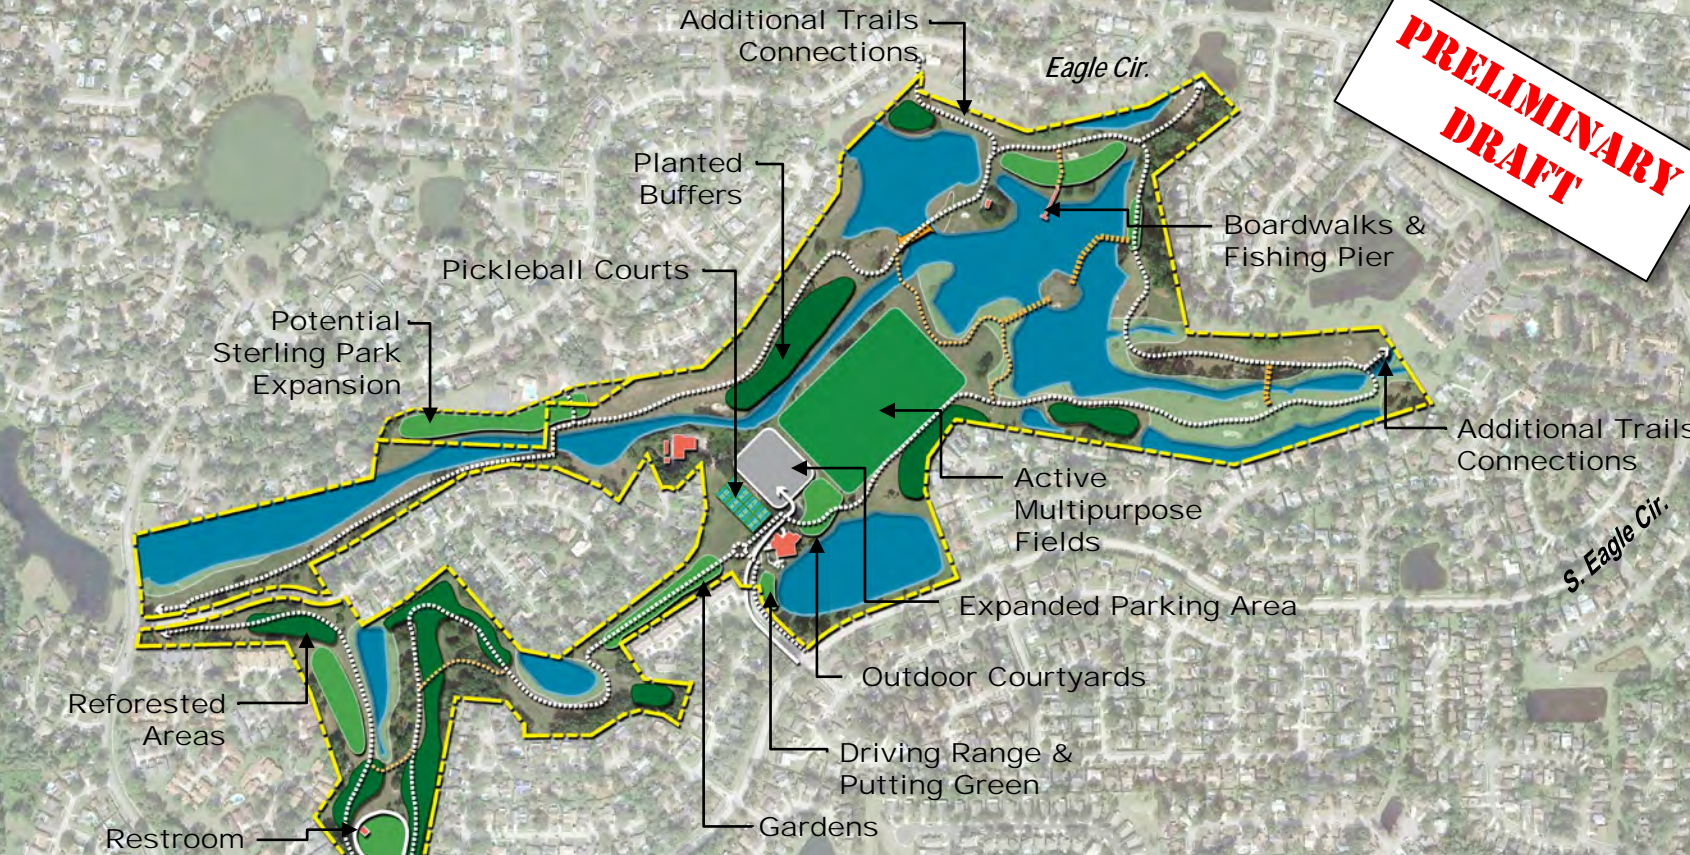 Additional Trails
Connections
Eagle Cir.
PRELIMINARY
DRAFT
Planted
Buffers
Boardwalks &
Fishing Pier
Pickleball Courts
Potential
Sterling Park
Expansion
Additional Trails
Connections
Active
Multipurpose
Fields
S. Eagle Cir.
Expanded Parking Area
Outdoor Courtyards
Reforested
Areas
Driving Range &
Putting Green
Gardens
Restroom